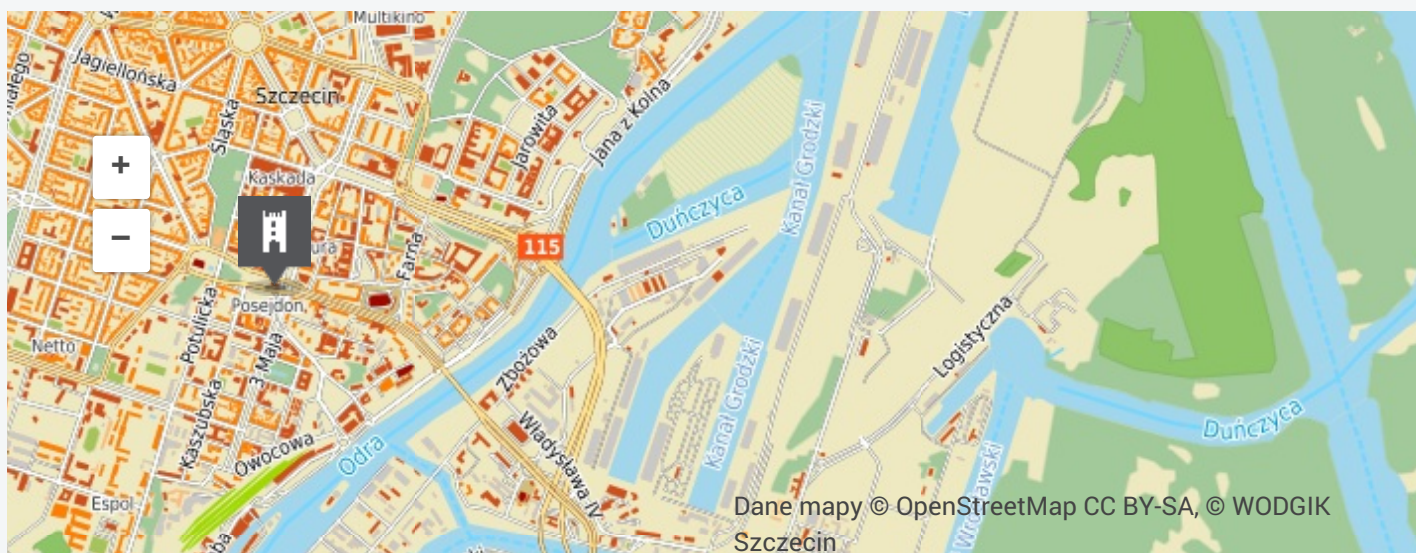 Multikino
Jagiellońska
Szczecin
Śląska
Jarowita
Jana z Kolna
Kaskada
Kanał Grodzki
Duńczyca
115
Farna
Posejdon
Potulicka
3 Maja
Netto
Zbożowa
Logistyczna
Kaszubska
Owocowa
Odra
Władysława IV
Kanał Grodzki
Duńczyca
Espol
Wrocławski
+
−
Dane mapy © OpenStreetMap CC BY-SA, © WODGIK
Szczecin